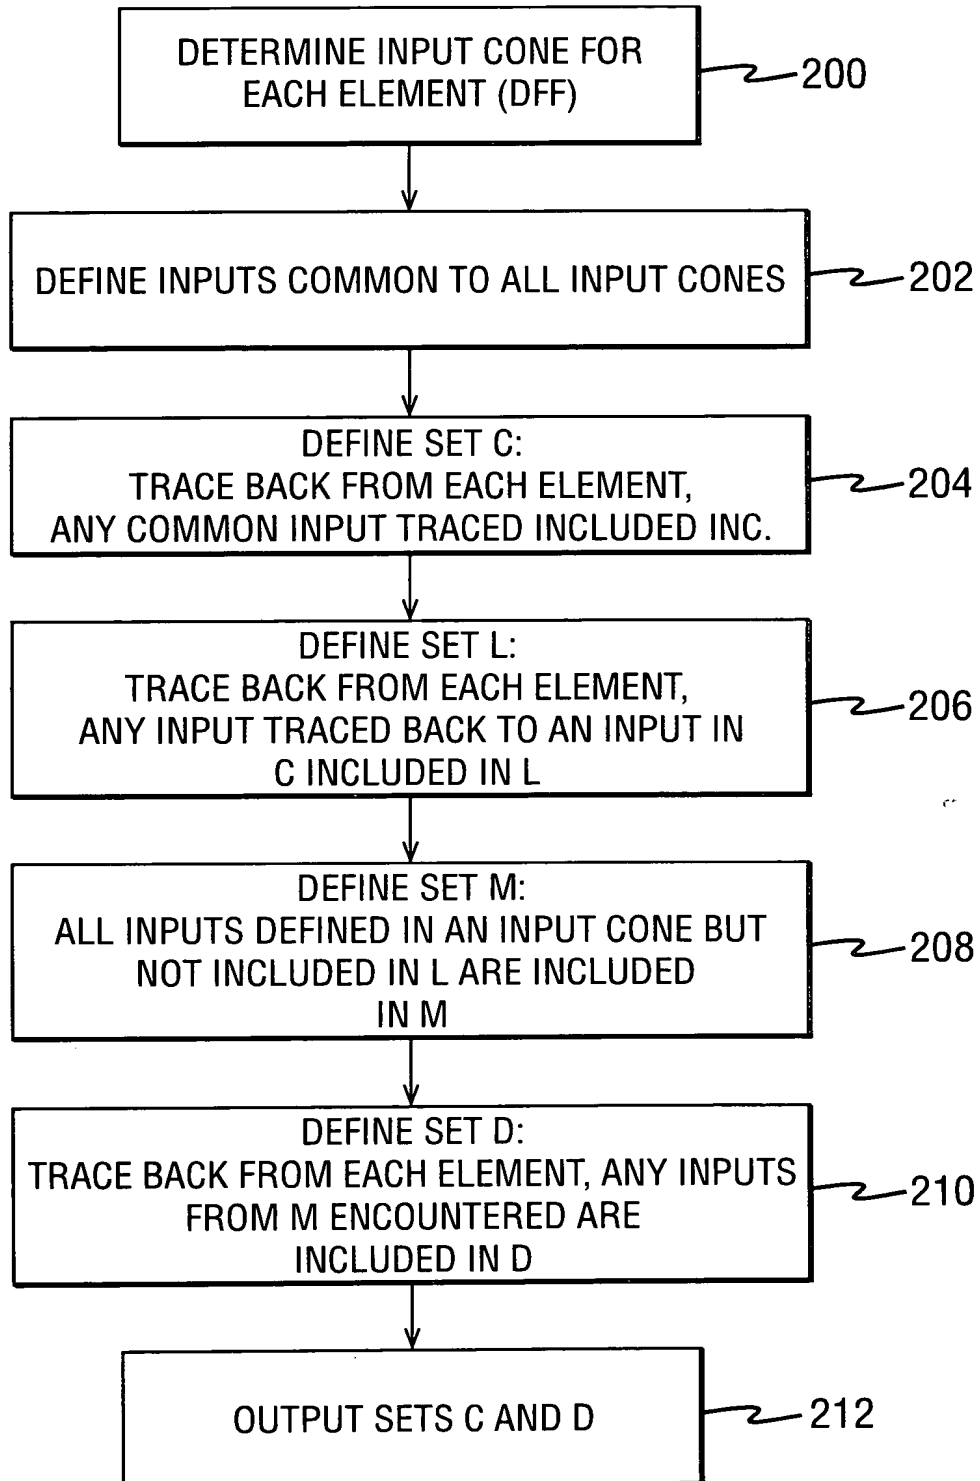 DETERMINE INPUT CONE FOR
EACH ELEMENT (DFF)
200
DEFINE INPUTS COMMON TO ALL INPUT CONES
202
DEFINE SET C:
TRACE BACK FROM EACH ELEMENT,
ANY COMMON INPUT TRACED INCLUDED INC.
204
DEFINE SET L:
TRACE BACK FROM EACH ELEMENT,
ANY INPUT TRACED BACK TO AN INPUT IN
C INCLUDED IN L
206
DEFINE SET M:
ALL INPUTS DEFINED IN AN INPUT CONE BUT
NOT INCLUDED IN L ARE INCLUDED
IN M
208
DEFINE SET D:
TRACE BACK FROM EACH ELEMENT, ANY INPUTS
FROM M ENCOUNTERED ARE
INCLUDED IN D
210
OUTPUT SETS C AND D
212